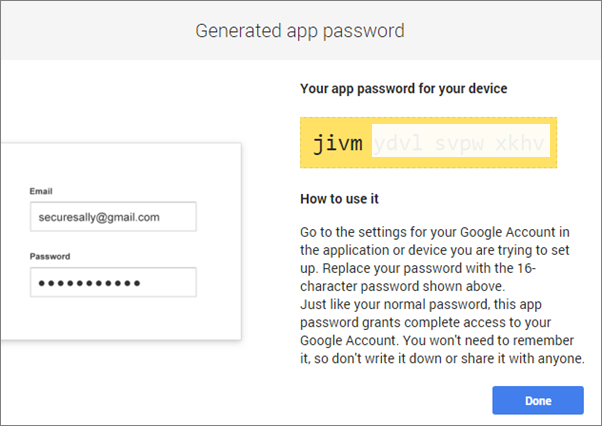 Generated app password
Your app password for your device
jivm
Email
securesally@gmail.com
Password
●●●●●●●●●●●
How to use it
Go to the settings for your Google Account in
the application or device you are trying to set
up. Replace your password with the 16-
character password shown above.
Just like your normal password, this app
password grants complete access to your
Google Account. You won't need to remember
it, so don't write it down or share it with anyone.
Done